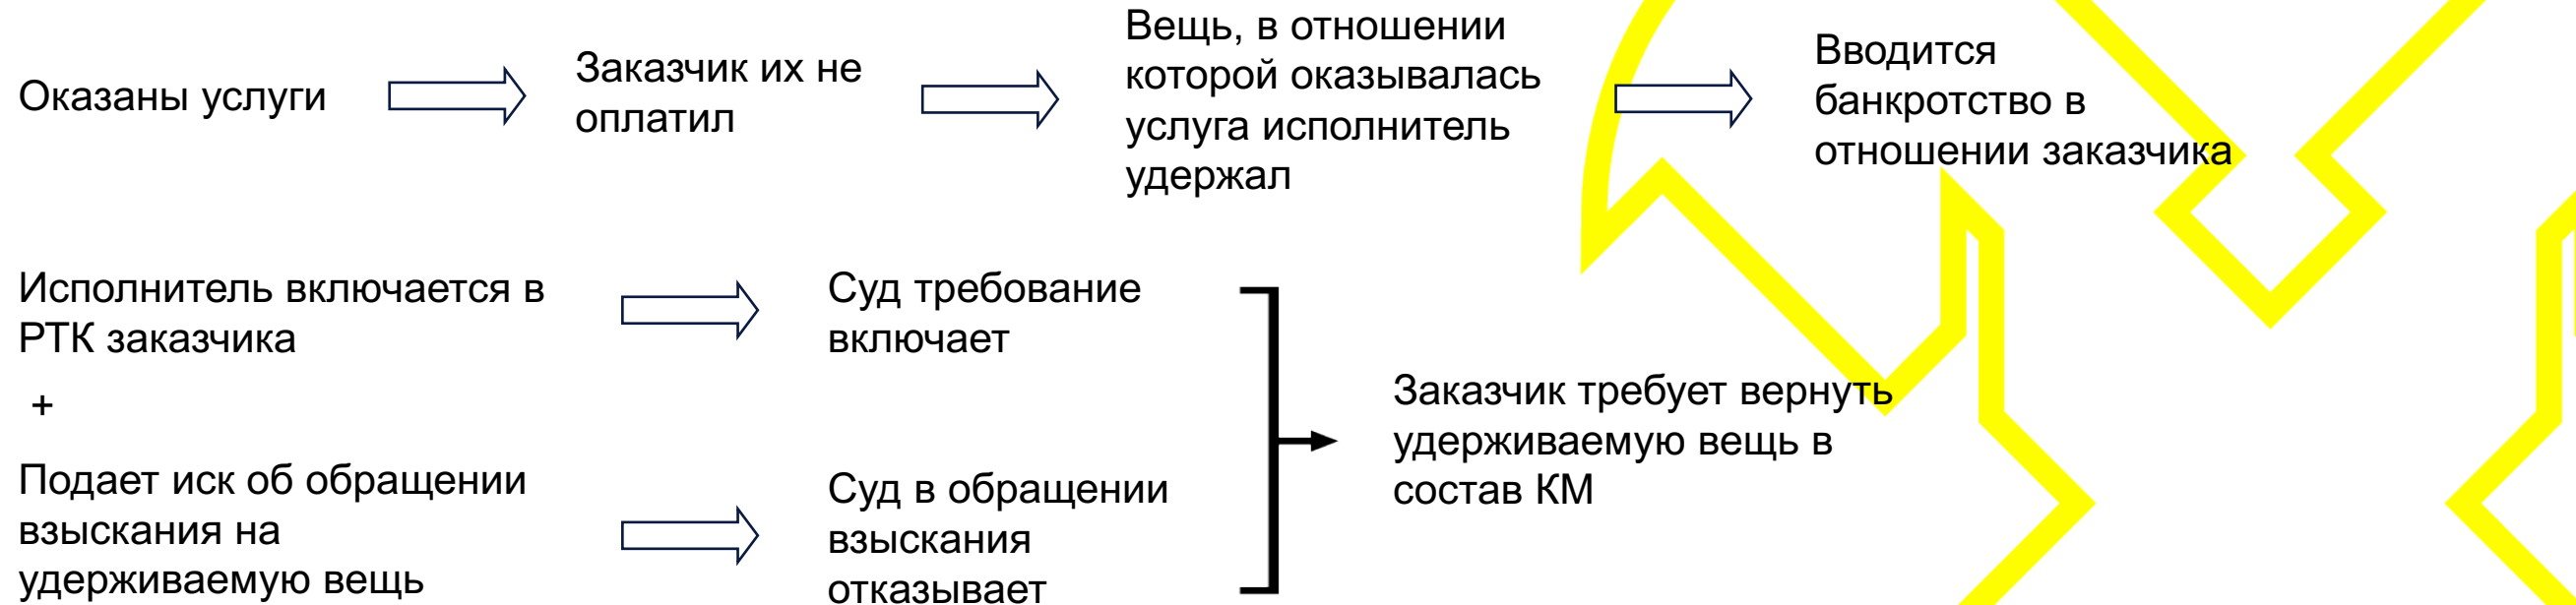 Оказаны услуги
Заказчик их не
оплатил
Вещь, в отношении
которой оказывалась
услуга исполнитель
удержал
Вводится
банкротство в
отношении заказчика
Исполнитель включается в
РТК заказчика
+
Подает иск об обращении
взыскания на
удерживаемую вещь
Суд требование
включает
Суд в обращении
взыскания
отказывает
Заказчик требует вернуть
удерживаемую вещь в
состав КМ